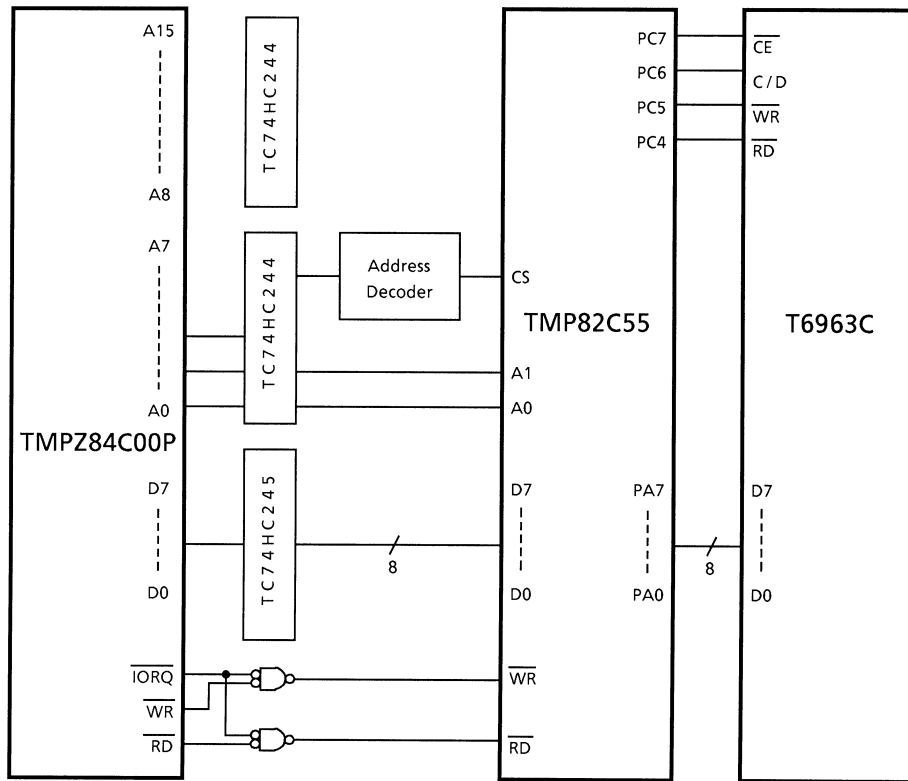 A15
A8
A7
A0
TMPZ84C00P
D7
D0
IORQ
WR
RD
TC74HC244
TC74HC244
TC74HC245
Address
Decoder
8
CS
A1
A0
TMP82C55
D7
D0
WR
RD
PC7
PC6
PC5
PC4
PA7
PA0
8
CE
C/D
WR
RD
T6963C
D7
D0